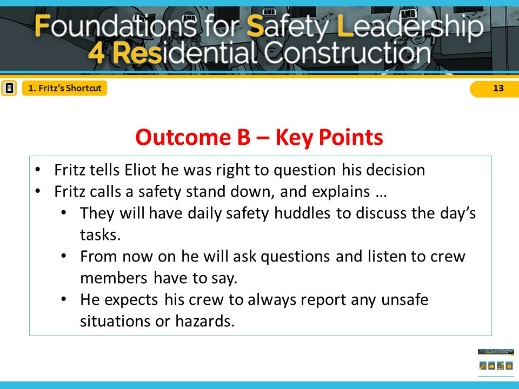 Foundations for Safety Leadership
4 Residential Construction
1. Fritz's Shortcut
13
Outcome B – Key Points
• Fritz tells Eliot he was right to question his decision
• Fritz calls a safety stand down, and explains …
• They will have daily safety huddles to discuss the day's
tasks.
• From now on he will ask questions and listen to crew
members have to say.
• He expects his crew to always report any unsafe
situations or hazards.